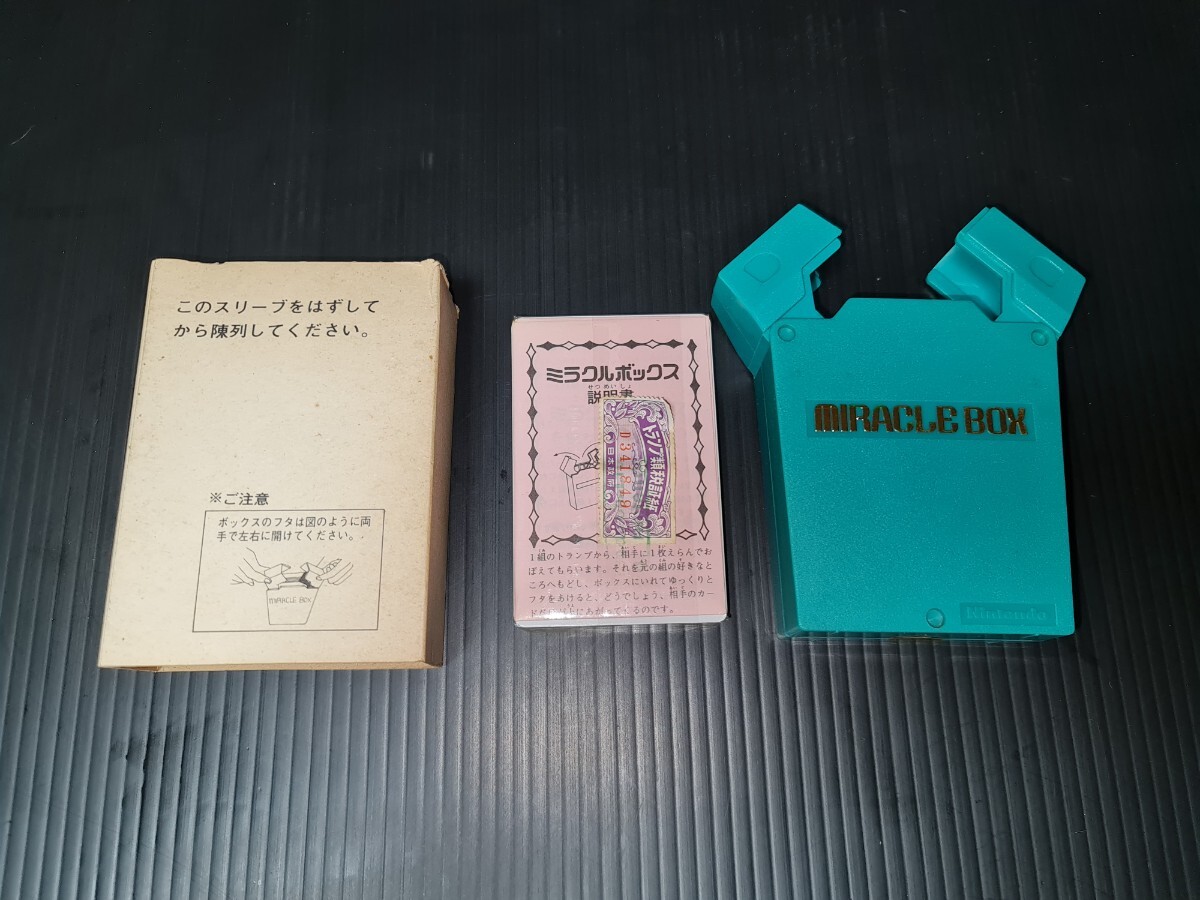 このスリーブをはずして
から陳列してください。
※ご注意
ボックスのフタは図のように両
手で左右に開けてください。
MIRACLE BOX
ミラクルボックス
せつめいしょ
説明書
トランプ類税証紙
D 341849
日本政府
1組のトランプから、相手に1枚えらんでお
ぼえてもらいます。それを元の組の好きなと
ころへもどし、ボックスにいれてゆっくりと
フタをあけると、どうでしょう、相手のカー
MIRACLE BOX
Nintendo